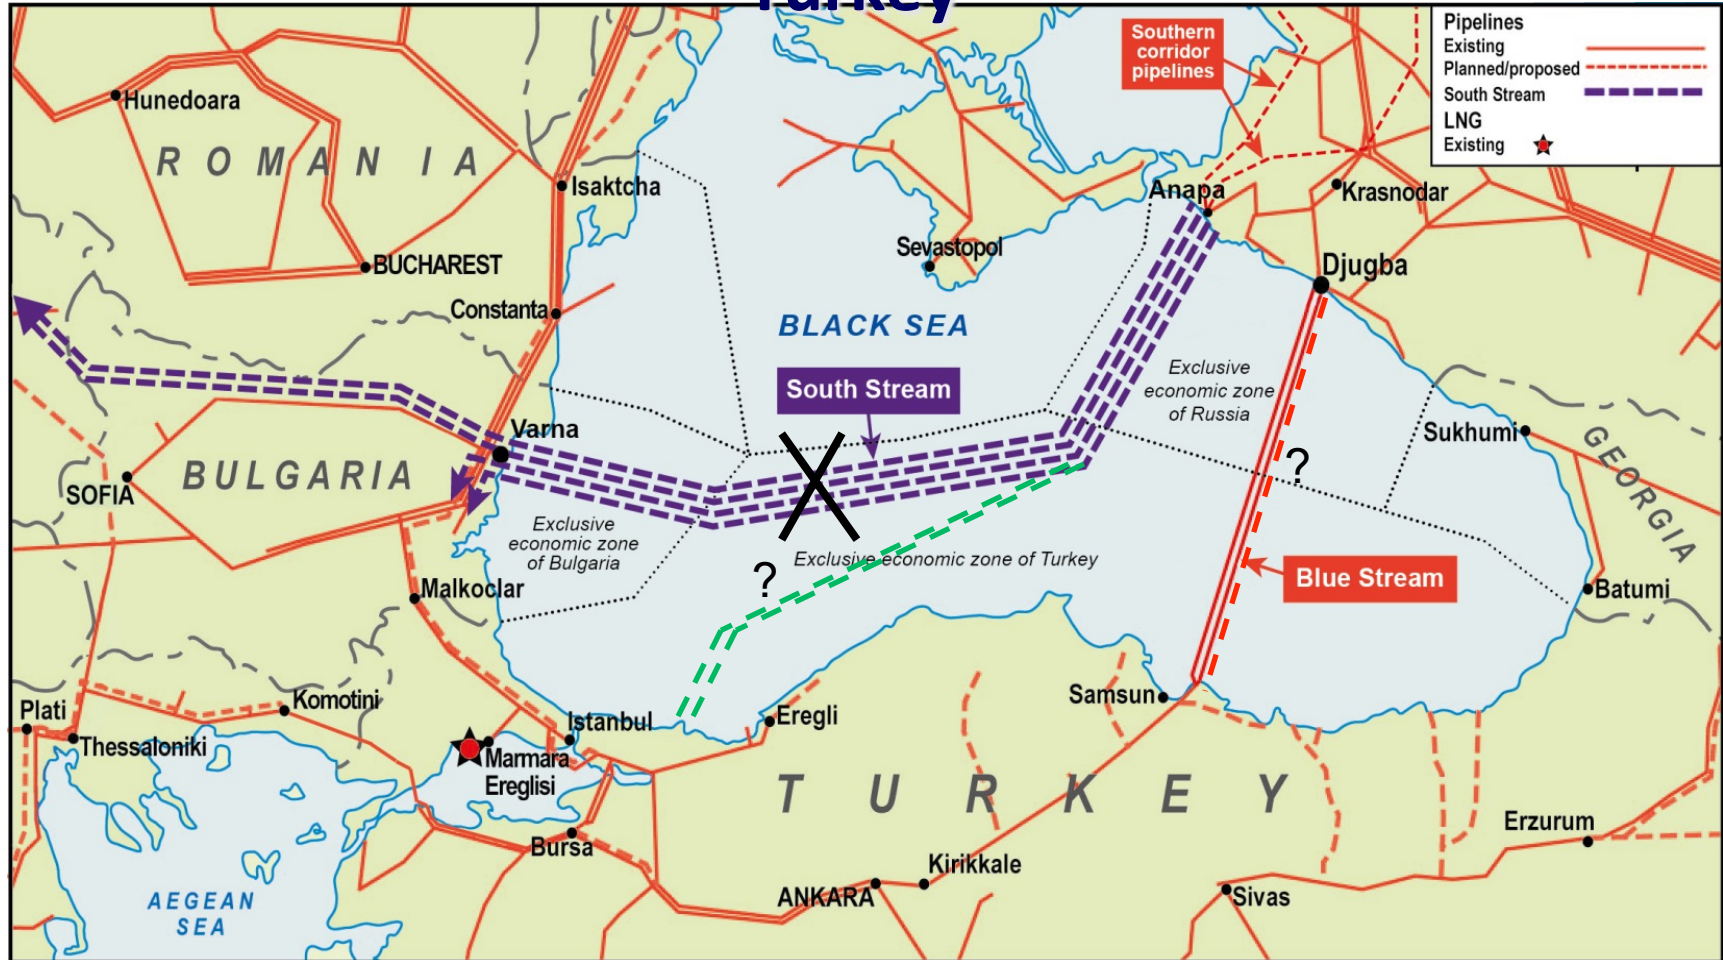 Turkey
Pipelines
Existing
Planned/proposed
South Stream
LNG
Existing
Southern
corridor
pipelines
Hunedoara
ROMANIA
Isaktcha
Anapa
Krasnodar
BUCHAREST
Sevastopol
Djugba
Constanta
BLACK SEA
Exclusive
economic zone
of Russia
South Stream
Varna
Sukhumi
GEORGIA
BULGARIA
SOFIA
?
Exclusive
economic zone
of Bulgaria
Exclusive economic zone of Turkey
?
Blue Stream
Malkoclar
Batumi
Komotini
Plati
Thessaloniki
Istanbul
Eregli
Samsun
Marmara
Ereglisi
TURKEY
Bursa
Erzurum
Kirikkale
ANKARA
Sivas
AEGEAN
SEA